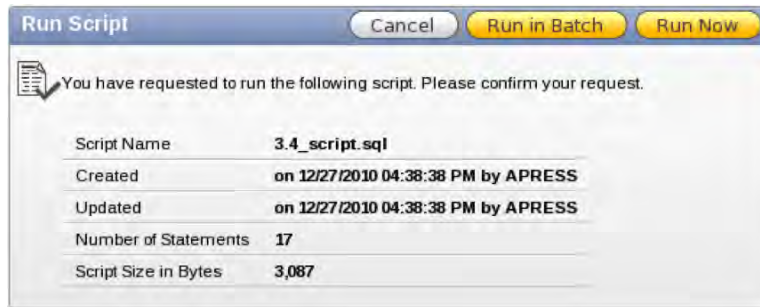 Run Script Cancel Run in Batch Run Now
You have requested to run the following script. Please confirm your request.
Script Name 3.4_script.sql
Created on 12/27/2010 04:38:38 PM by APRESS
Updated on 12/27/2010 04:38:38 PM by APRESS
Number of Statements 17
Script Size in Bytes 3,087